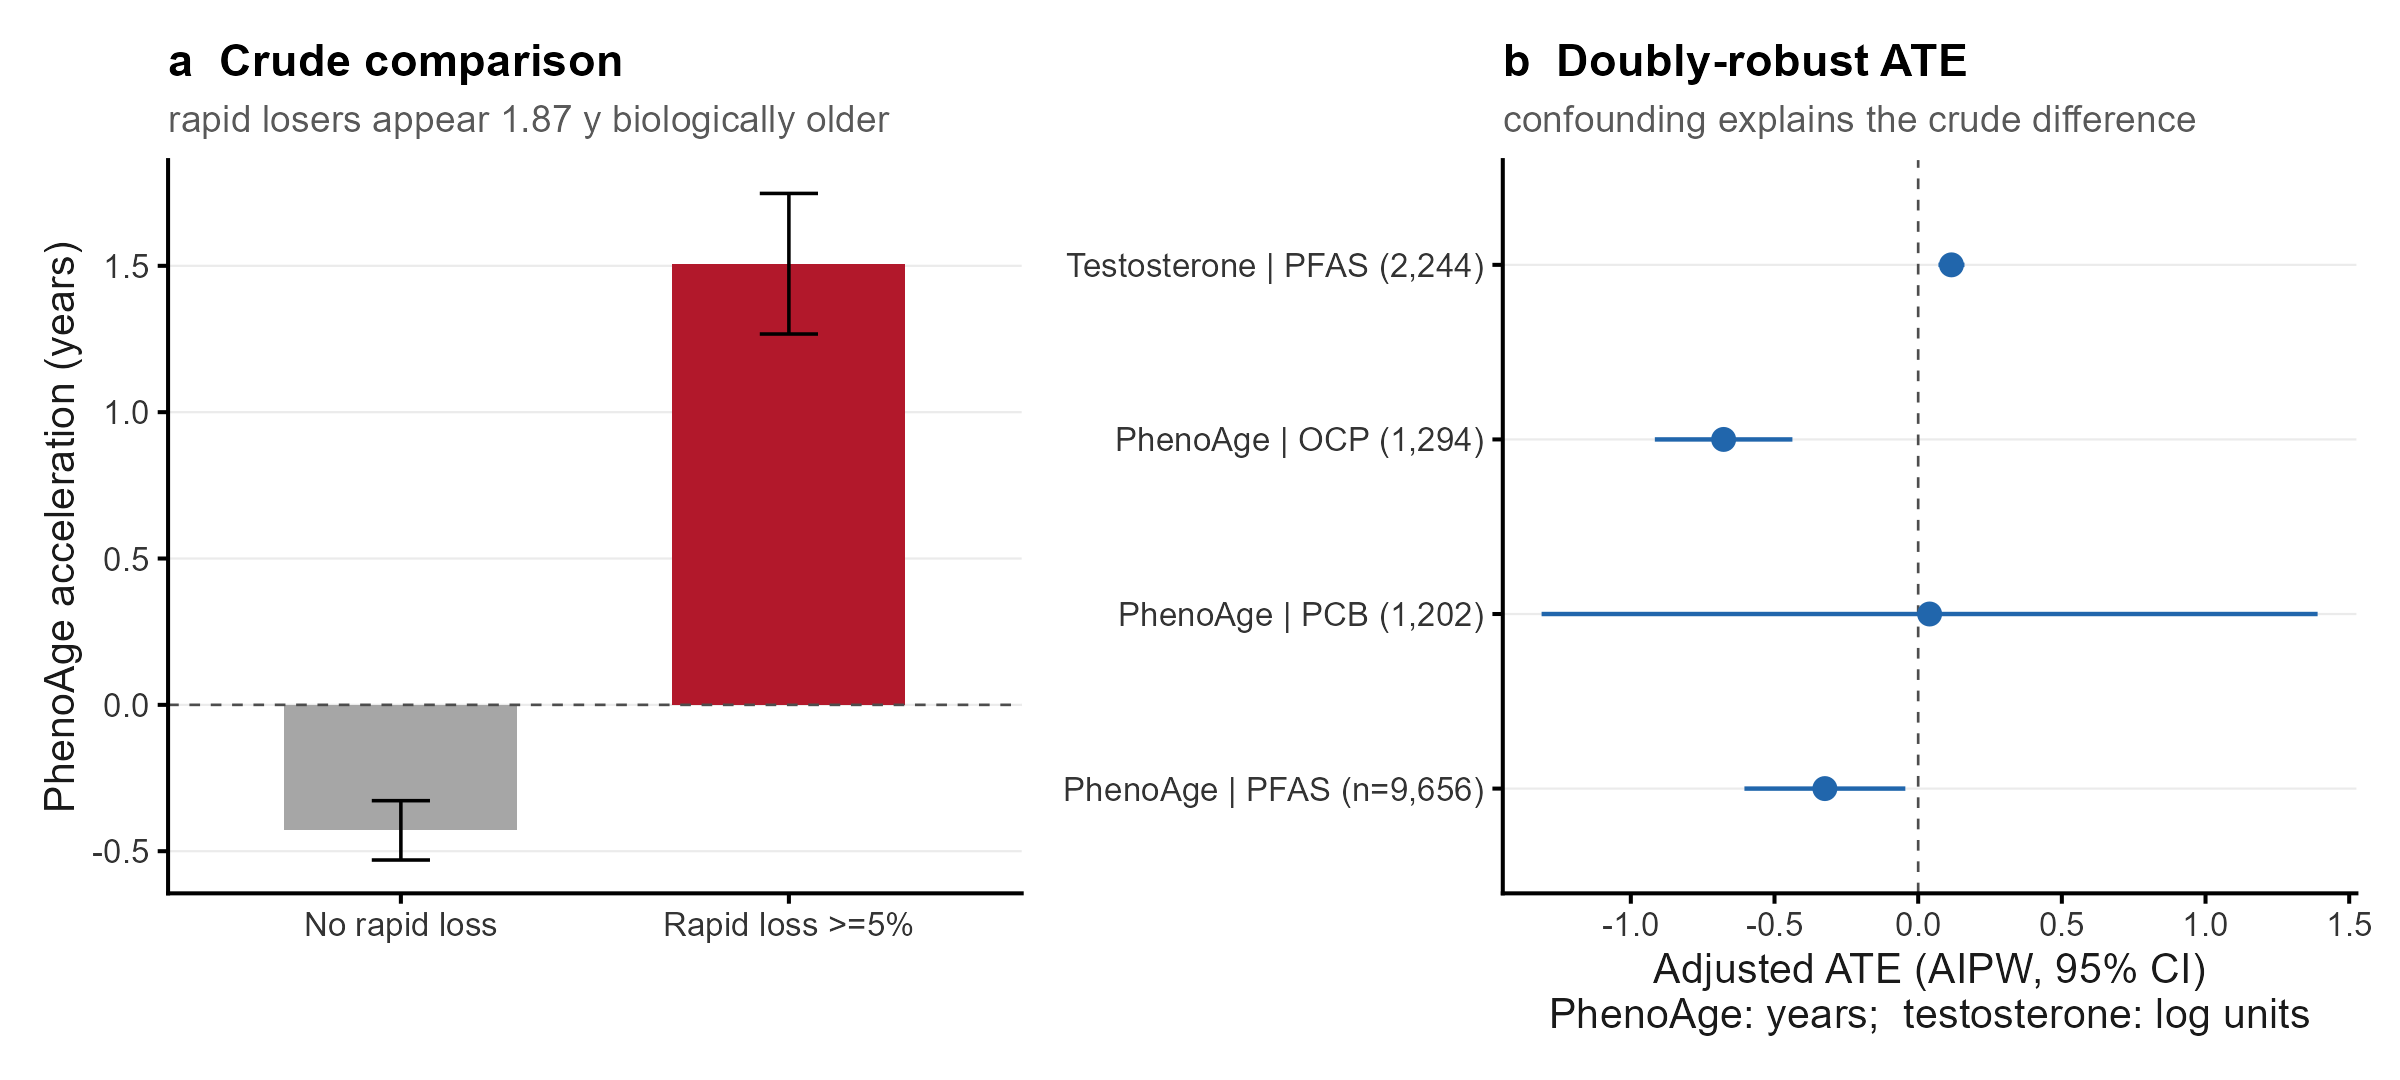 a  Crude comparison
rapid losers appear 1.87 y biologically older
PhenoAge acceleration (years)
1.5
1.0
0.5
0.0
-0.5
No rapid loss
Rapid loss >=5%
b  Doubly-robust ATE
confounding explains the crude difference
Testosterone | PFAS (2,244)
PhenoAge | OCP (1,294)
PhenoAge | PCB (1,202)
PhenoAge | PFAS (n=9,656)
-1.0 -0.5 0.0 0.5 1.0 1.5
Adjusted ATE (AIPW, 95% CI)
PhenoAge: years;  testosterone: log units